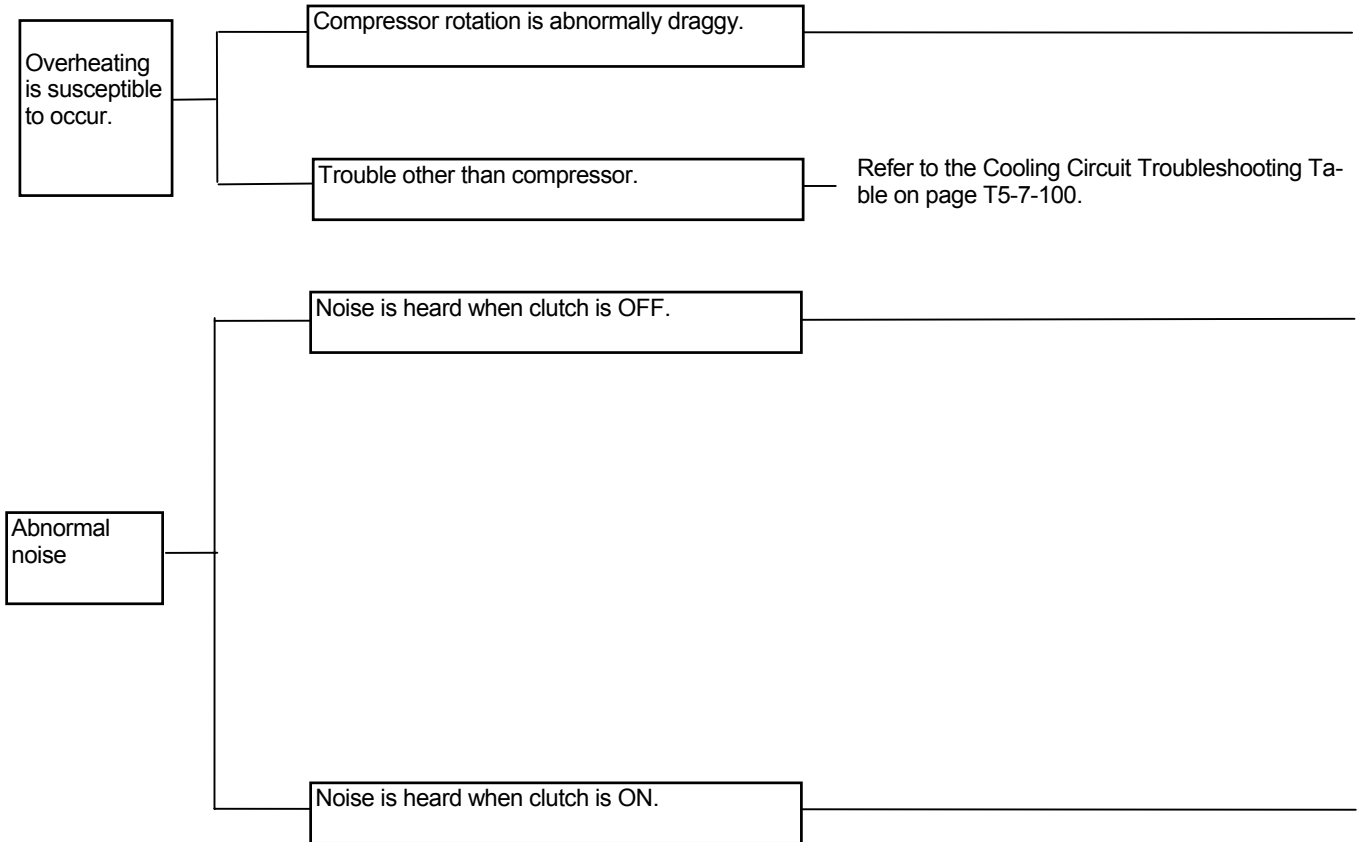 Compressor rotation is abnormally draggy.
Overheating
is susceptible
to occur.
Trouble other than compressor.
Refer to the Cooling Circuit Troubleshooting Ta-
ble on page T5-7-100.
Noise is heard when clutch is OFF.
Abnormal
noise
Noise is heard when clutch is ON.